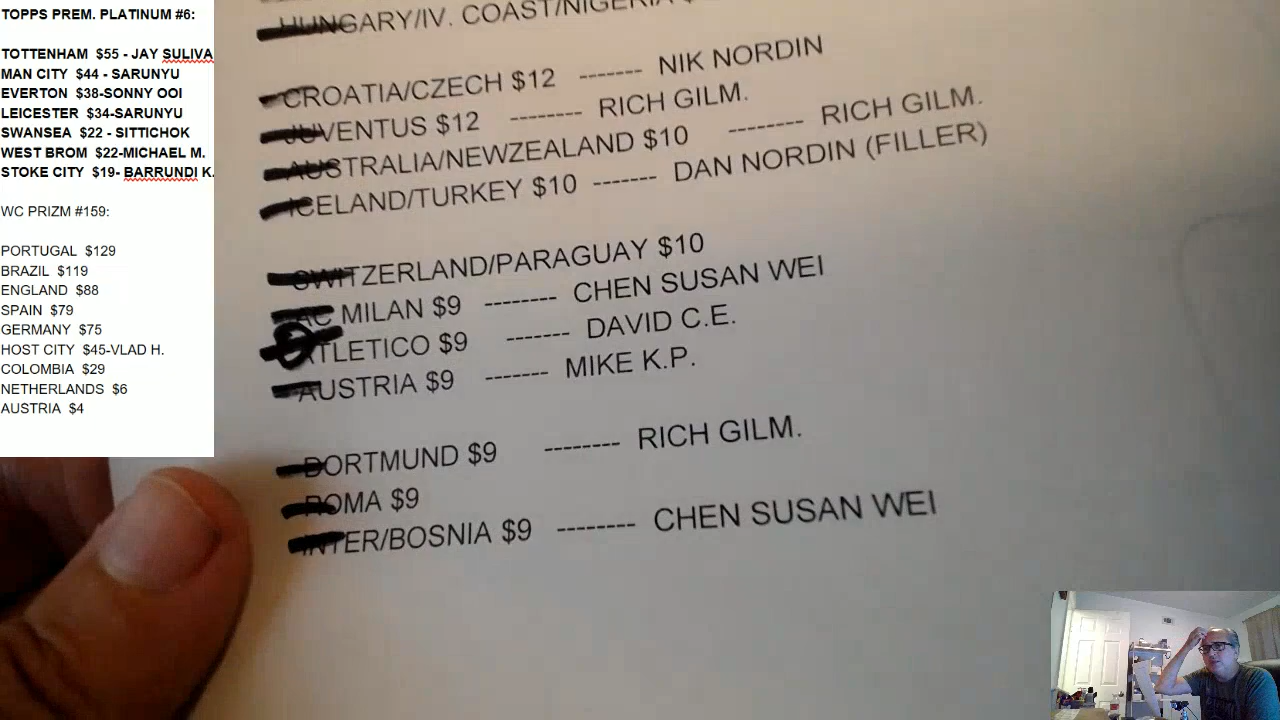 TOPPS PREM. PLATINUM #6:
TOTTENHAM $55 - JAY SULIVA
MAN CITY $44 - SARUNYU
EVERTON $38-SONNY OOI
LEICESTER $34-SARUNYU
SWANSEA $22 - SITTICHOK
WEST BROM $22-MICHAEL M.
STOKE CITY $19- BARRUNDI K.
WC PRIZM #159:
PORTUGAL $129
BRAZIL $119
ENGLAND $88
SPAIN $79
GERMANY $75
HOST CITY $45-VLAD H.
COLOMBIA $29
NETHERLANDS $6
AUSTRIA $4
HUNGARY/IV. COAST/NIGERIA $
CROATIA/CZECH $12 ------- NIK NORDIN
JUVENTUS $12 -------- RICH GILM.
AUSTRALIA/NEWZEALAND $10 -------- RICH GILM.
ICELAND/TURKEY $10 ------- DAN NORDIN (FILLER)
SWITZERLAND/PARAGUAY $10
AC MILAN $9 -------- CHEN SUSAN WEI
ATLETICO $9 ------- DAVID C.E.
AUSTRIA $9 ------- MIKE K.P.
DORTMUND $9 -------- RICH GILM.
ROMA $9
INTER/BOSNIA $9 -------- CHEN SUSAN WEI